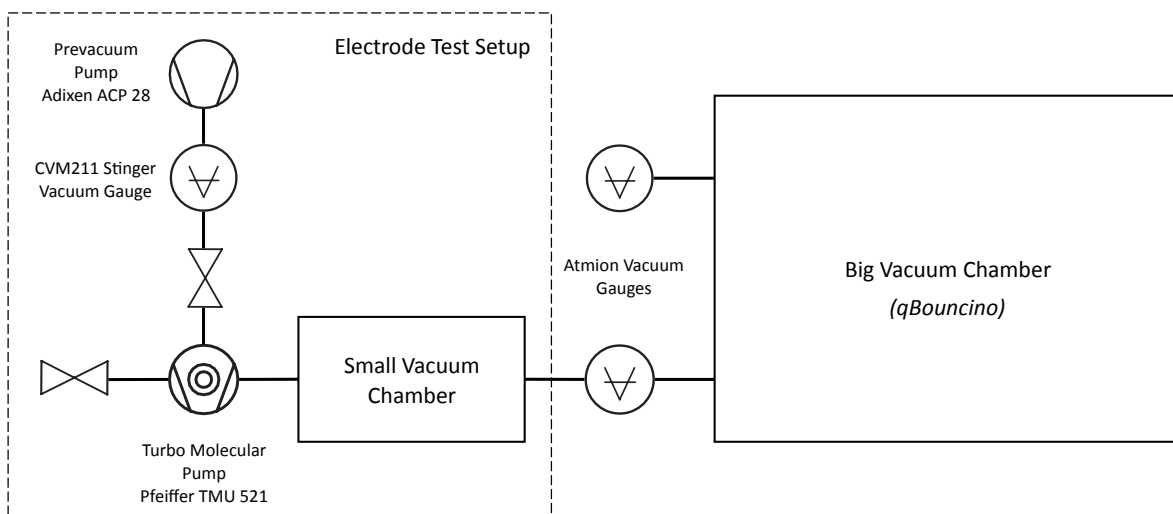 Electrode Test Setup
Prevacuum
Pump
Adixen ACP 28
CVM211 Stinger
Vacuum Gauge
Atmion Vacuum
Gauges
Big Vacuum Chamber
(qBouncino)
Small Vacuum
Chamber
Turbo Molecular
Pump
Pfeiffer TMU 521